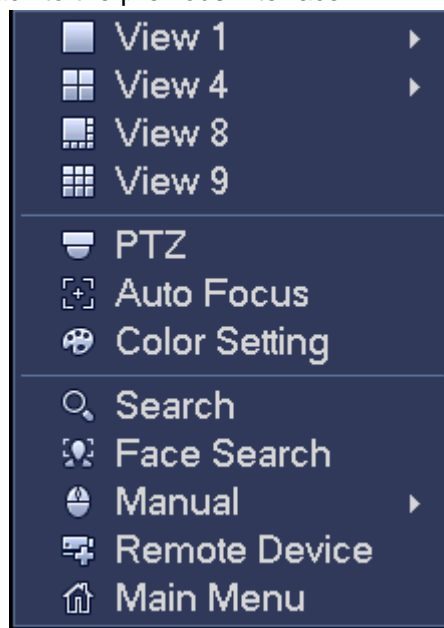 View 1
View 4
View 8
View 9
PTZ
Auto Focus
Color Setting
Search
Face Search
Manual
Remote Device
Main Menu